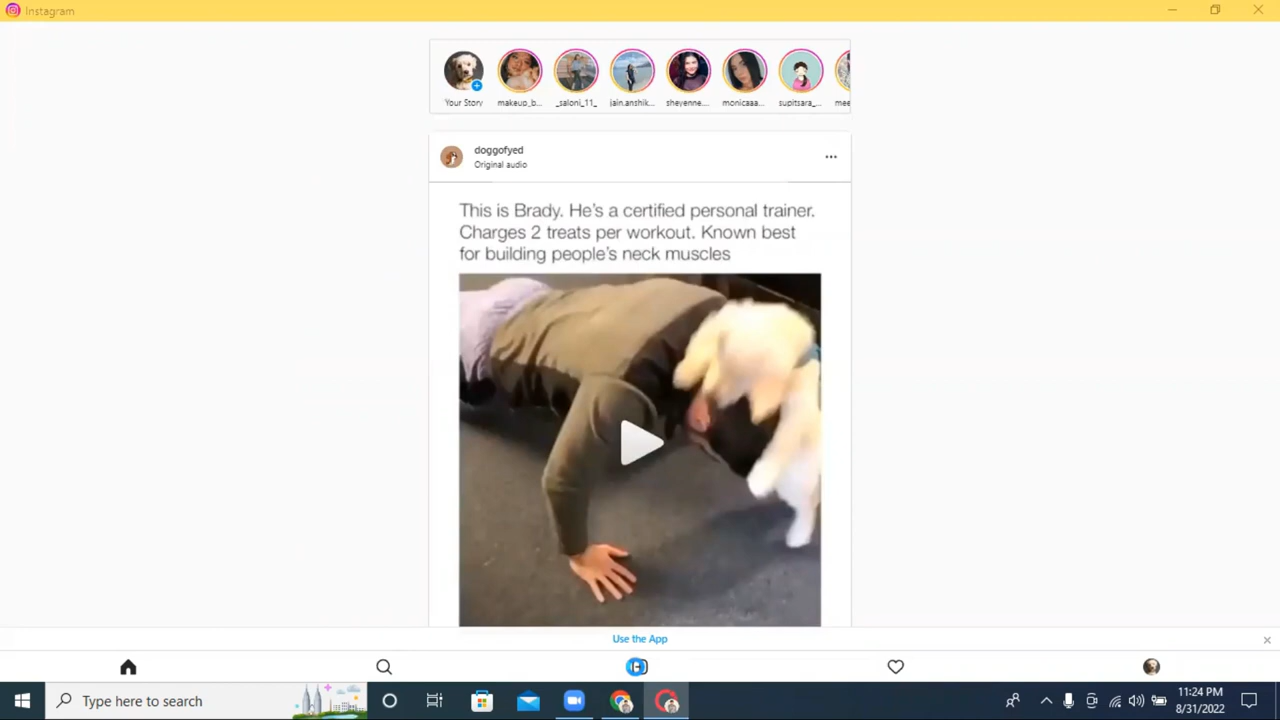 Instagram
Your Story
makeup_b...
_saloni_11_
jain.anshik...
sheyenne....
monicaaa...
supitsara_...
mee
doggofyed
Original audio
This is Brady. He's a certified personal trainer.
Charges 2 treats per workout. Known best
for building people's neck muscles
Use the App
Type here to search
11:24 PM
8/31/2022